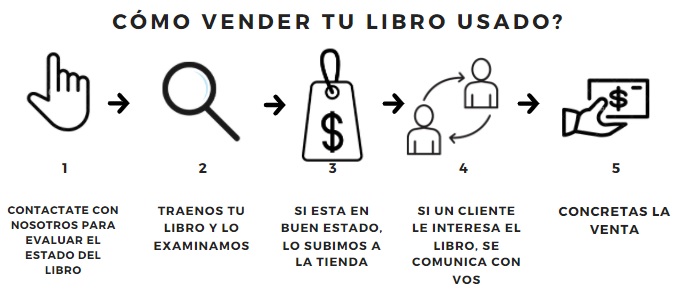 CÓMO VENDER TU LIBRO USADO?
$
$
1
CONTACTATE CON
NOSOTROS PARA
EVALUAR EL
ESTADO DEL
LIBRO
2
TRAENOS TU
LIBRO Y LO
EXAMINAMOS
3
SI ESTA EN
BUEN ESTADO,
LO SUBIMOS A
LA TIENDA
4
SI UN CLIENTE
LE INTERESA EL
LIBRO, SE
COMUNICA CON
VOS
5
CONCRETAS LA
VENTA